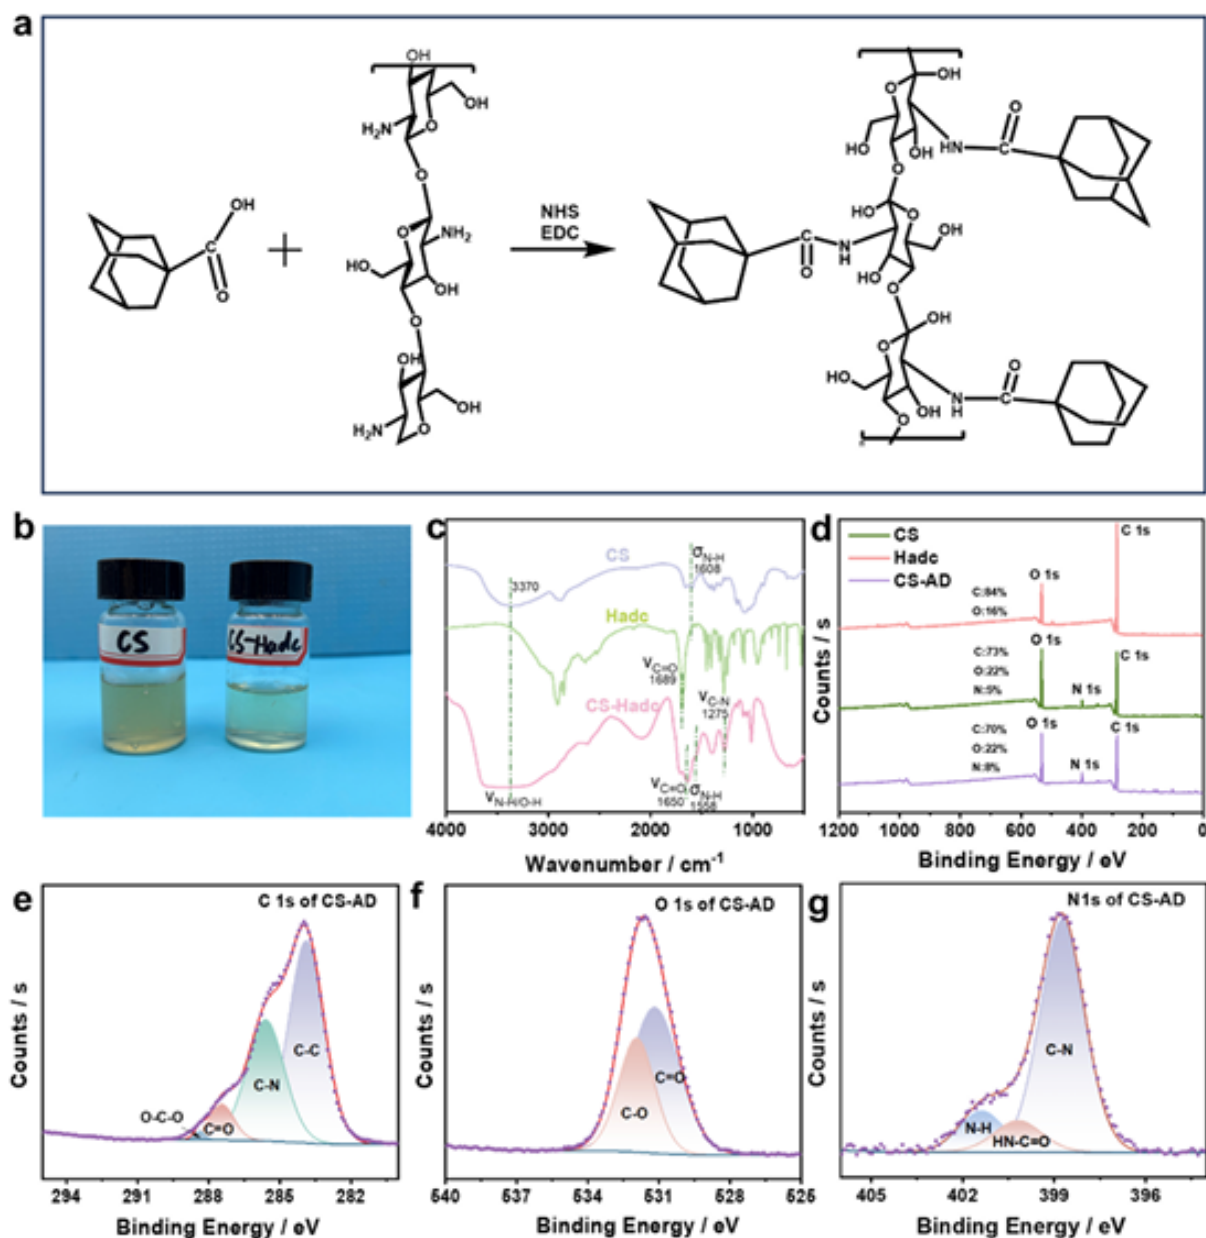 a
OH
OH
H₂N
O
O
O
NH₂
HO
O
OH
O
OH
OH
H₂N
O
OH
C
O
NHS
EDC
O
OH
O
HO
OH
HN
C
O
HO
O
C
O
N
H
OH
HO
O
OH
O
HO
OH
O
N
H
C
O
b
CS
CS-Hadc
c
CS
σN-H
1608
3370
Hadc
νC=O
1689
νC-N
1275
CS-Hadc
νN-H/O-H
νC=O
1650
σN-H
1558
4000 3000 2000 1000
Wavenumber / cm⁻¹
d
CS
Hadc
CS-AD
C 1s
O 1s
C:84%
O:16%
C:73%
O:22%
N:5%
O 1s
N 1s
C 1s
C:70%
O:22%
N:8%
O 1s
N 1s
C 1s
Counts / s
1200 1000 800 600 400 200 0
Binding Energy / eV
e
C 1s of CS-AD
C-C
C-N
O-C-O
C=O
Counts / s
294 291 288 285 282
Binding Energy / eV
f
O 1s of CS-AD
C=O
C-O
Counts / s
540 537 534 531 528 525
Binding Energy / eV
g
N1s of CS-AD
C-N
N-H
HN-C=O
Counts / s
405 402 399 396
Binding Energy / eV